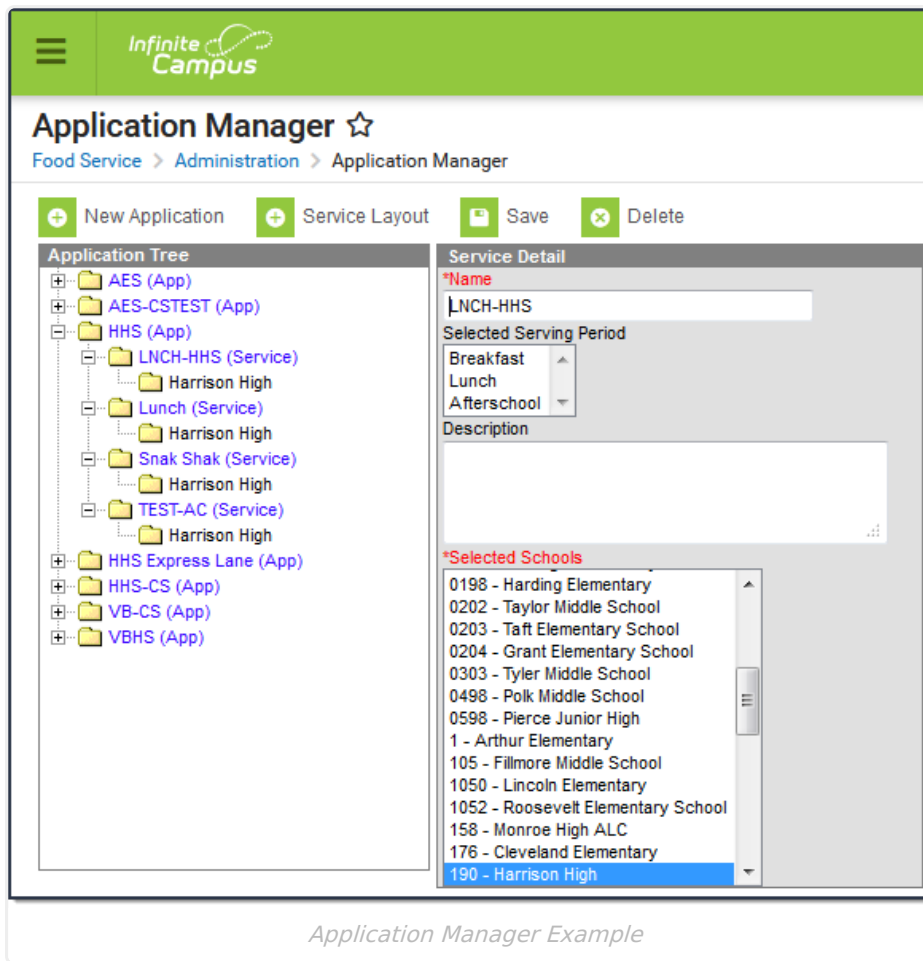 Infinite
Campus
Application Manager
Food Service > Administration > Application Manager
New Application Service Layout Save Delete
Application Tree
AES (App)
AES-CSTEST (App)
HHS (App)
LNCH-HHS (Service)
Harrison High
Lunch (Service)
Harrison High
Snak Shak (Service)
Harrison High
TEST-AC (Service)
Harrison High
HHS Express Lane (App)
HHS-CS (App)
VB-CS (App)
VBHS (App)
Service Detail
*Name
LNCH-HHS
Selected Serving Period
Breakfast
Lunch
Afterschool
Description
*Selected Schools
0198 - Harding Elementary
0202 - Taylor Middle School
0203 - Taft Elementary School
0204 - Grant Elementary School
0303 - Tyler Middle School
0498 - Polk Middle School
0598 - Pierce Junior High
1 - Arthur Elementary
105 - Fillmore Middle School
1050 - Lincoln Elementary
1052 - Roosevelt Elementary School
158 - Monroe High ALC
176 - Cleveland Elementary
190 - Harrison High
Application Manager Example